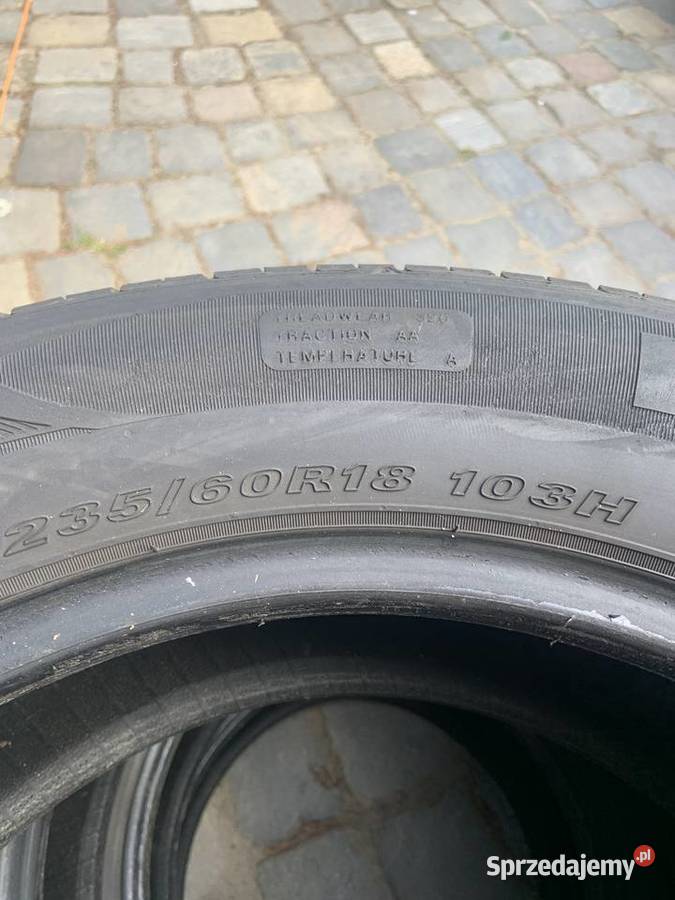 TREADWEAR
TRACTION AA
TEMPERATURE A
235/60R18 103H
Sprzedajemy.pl